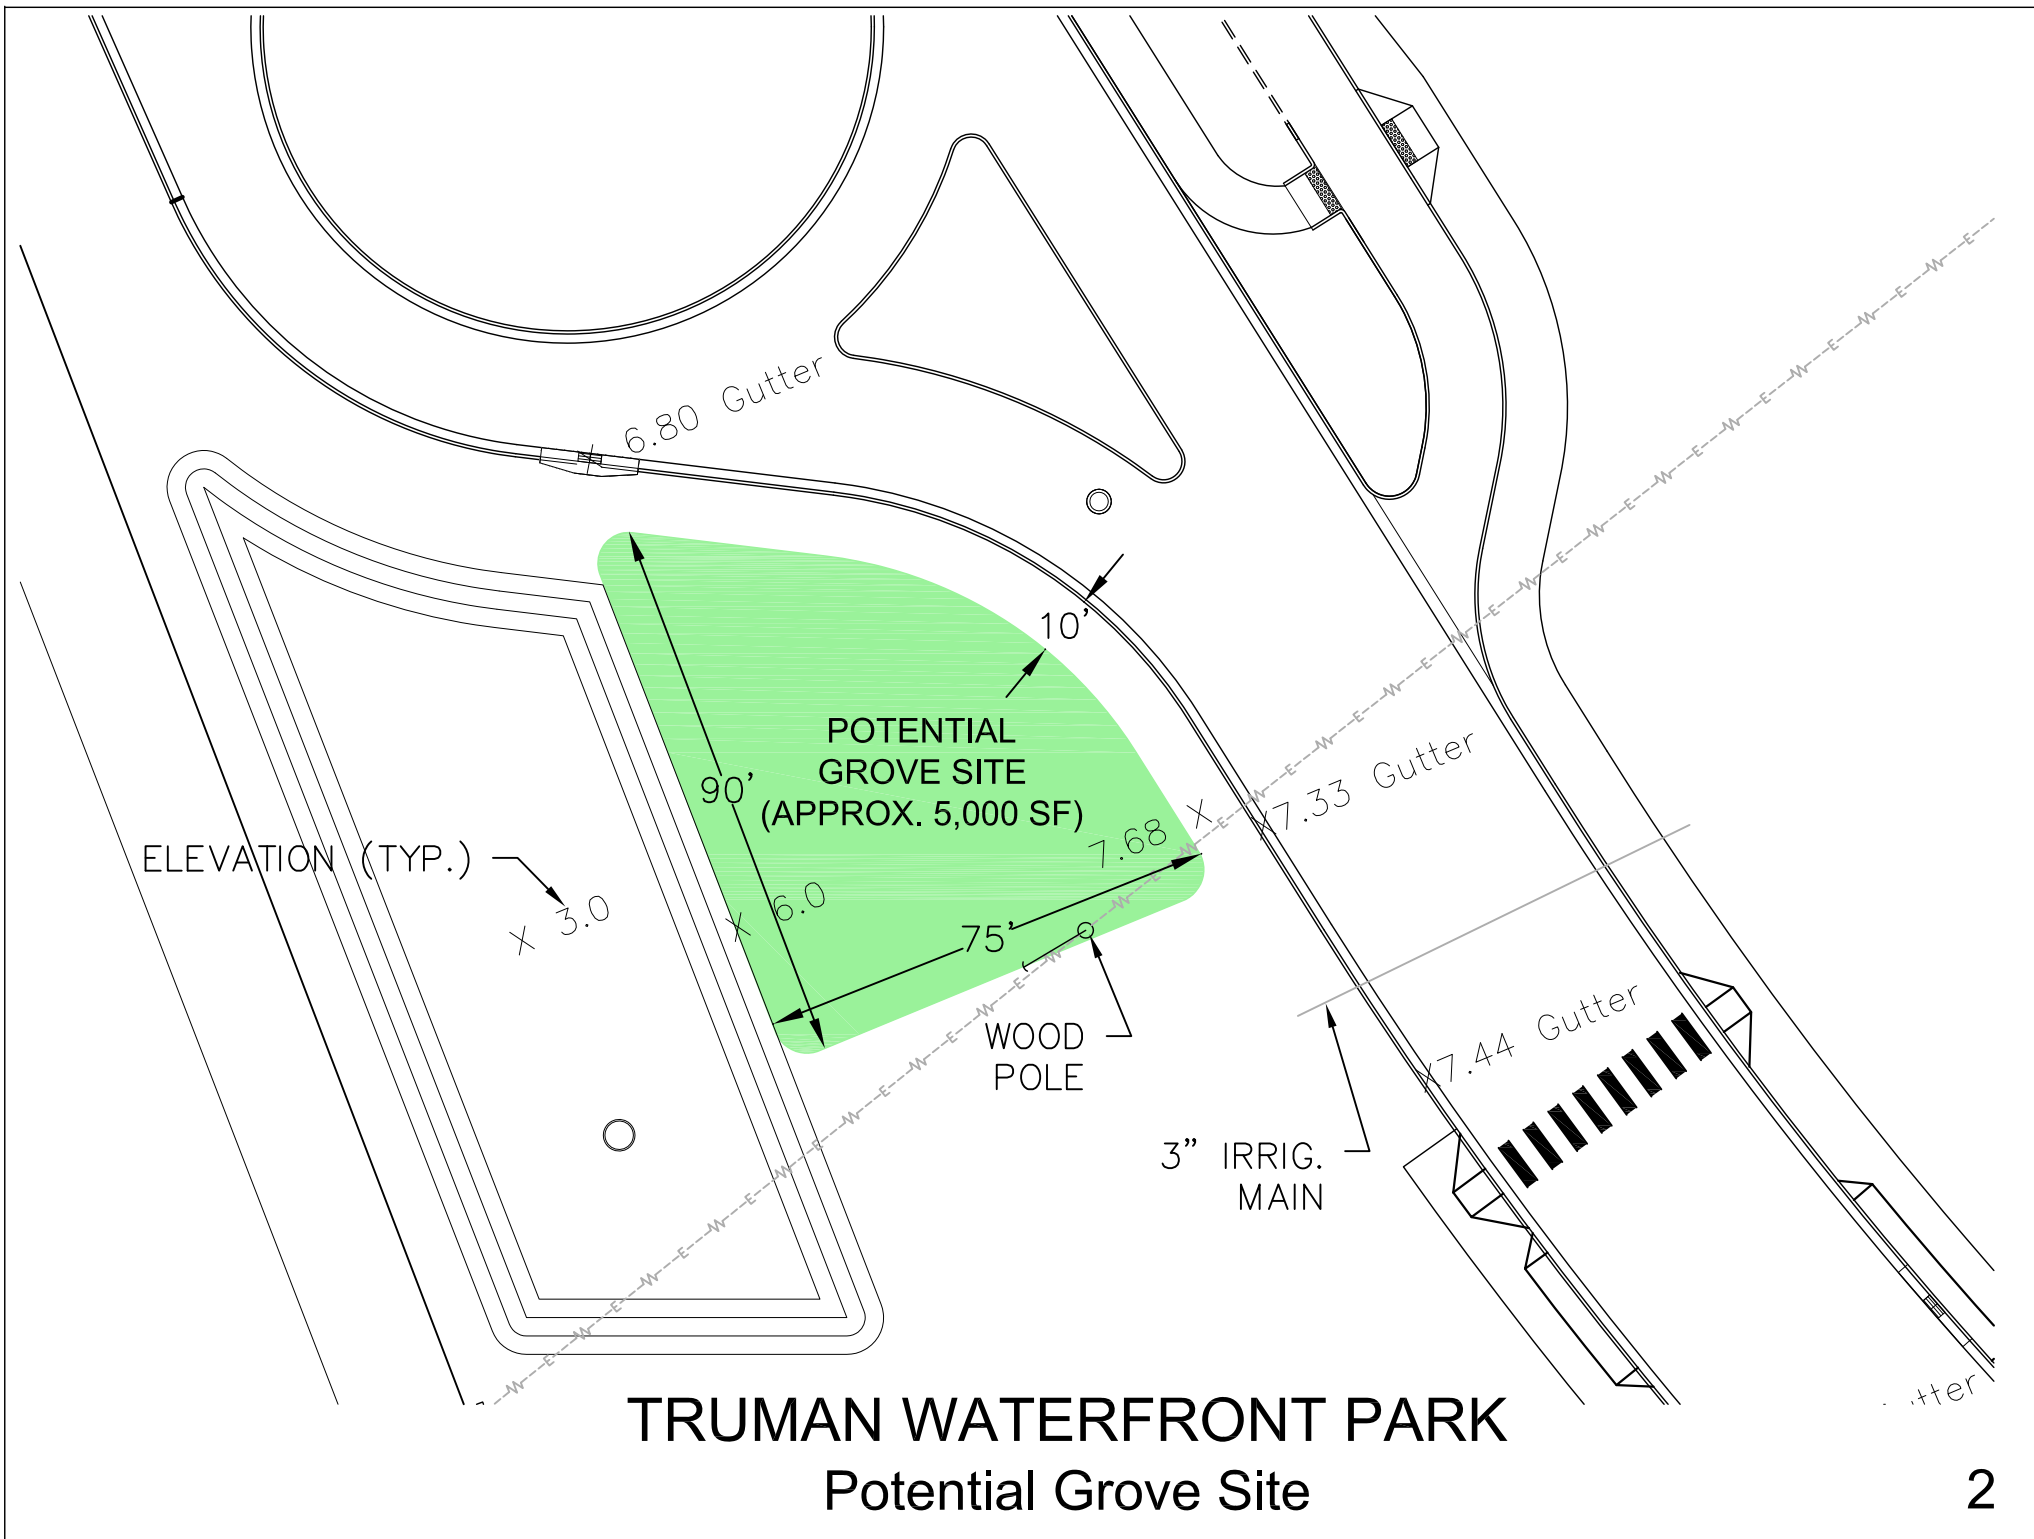 6.80 Gutter
10'
POTENTIAL
GROVE SITE
(APPROX. 5,000 SF)
90'
X 7.33 Gutter
7.68 X
ELEVATION (TYP.)
X 3.0
X 6.0
75'
WOOD
POLE
X 7.44 Gutter
3” IRRIG.
MAIN
TRUMAN WATERFRONT PARK
Potential Grove Site
2